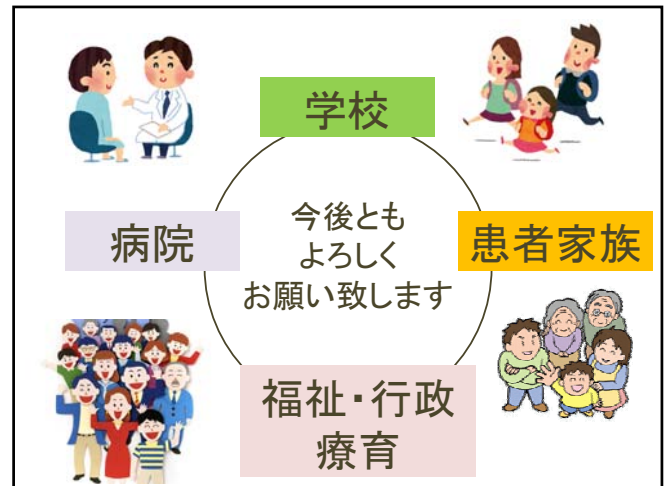 学校
病院
今後とも
よろしく
お願い致します
患者家族
福祉・行政
療育